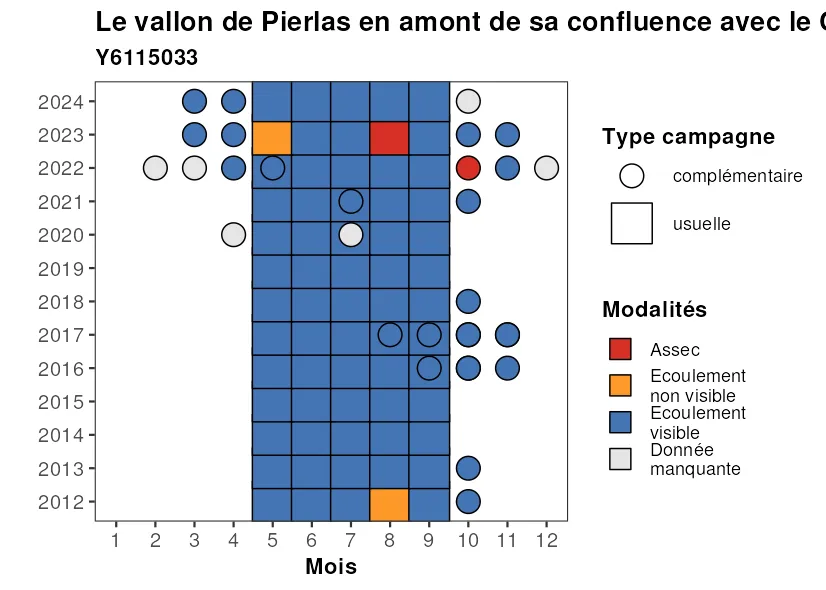 Le vallon de Pierlas en amont de sa confluence avec le
Y6115033
2024
2023
2022
2021
2020
2019
2018
2017
2016
2015
2014
2013
2012
1 2 3 4 5 6 7 8 9 10 11 12
Mois
Type campagne
complémentaire
usuelle
Modalités
Assec
Ecoulement
non visible
Ecoulement
visible
Donnée
manquante